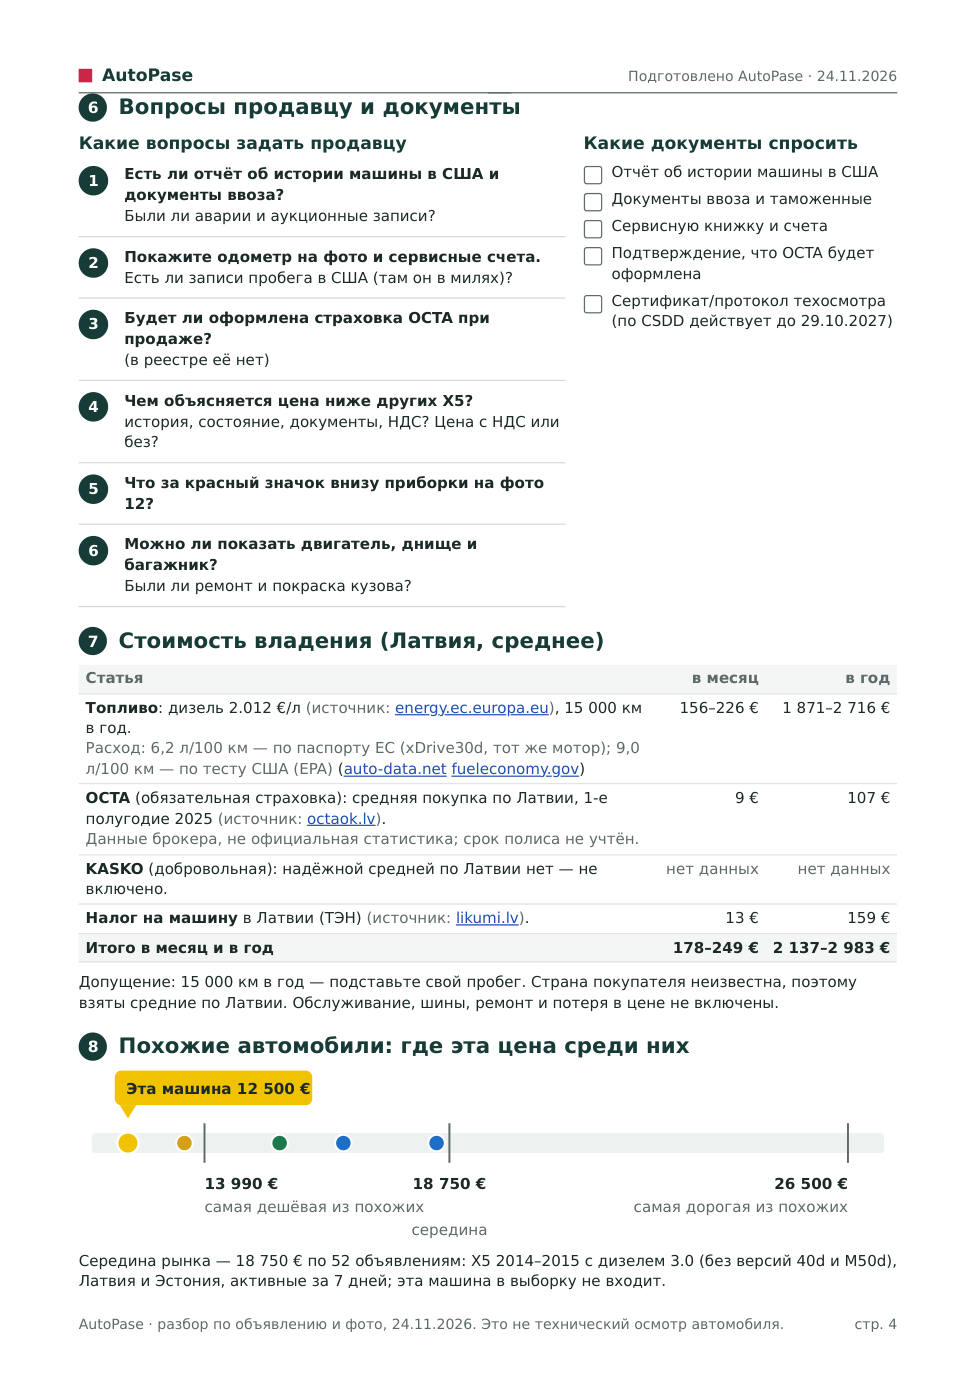 AutoPase
Подготовлено AutoPase · 24.11.2026
6 Вопросы продавцу и документы
Какие вопросы задать продавцу
1 Есть ли отчёт об истории машины в США и
документы ввоза?
Были ли аварии и аукционные записи?
2 Покажите одометр на фото и сервисные счета.
Есть ли записи пробега в США (там он в милях)?
3 Будет ли оформлена страховка ОСТА при
продаже?
(в реестре её нет)
4 Чем объясняется цена ниже других X5?
история, состояние, документы, НДС? Цена с НДС или
без?
5 Что за красный значок внизу приборки на фото
12?
6 Можно ли показать двигатель, днище и
багажник?
Были ли ремонт и покраска кузова?
Какие документы спросить
Отчёт об истории машины в США
Документы ввоза и таможенные
Сервисную книжку и счета
Подтверждение, что ОСТА будет
оформлена
Сертификат/протокол техосмотра
(по CSDD действует до 29.10.2027)
7 Стоимость владения (Латвия, среднее)
Статья в месяц в год
Топливо: дизель 2.012 €/л (источник: energy.ec.europa.eu), 15 000 км 156–226 € 1 871–2 716 €
в год.
Расход: 6,2 л/100 км — по паспорту ЕС (xDrive30d, тот же мотор); 9,0
л/100 км — по тесту США (EPA) (auto-data.net fueleconomy.gov)
ОСТА (обязательная страховка): средняя покупка по Латвии, 1-е 9 € 107 €
полугодие 2025 (источник: octaok.lv).
Данные брокера, не официальная статистика; срок полиса не учтён.
KASKO (добровольная): надёжной средней по Латвии нет — не нет данных нет данных
включено.
Налог на машину в Латвии (ТЭН) (источник: likumi.lv). 13 € 159 €
Итого в месяц и в год 178–249 € 2 137–2 983 €
Допущение: 15 000 км в год — подставьте свой пробег. Страна покупателя неизвестна, поэтому
взяты средние по Латвии. Обслуживание, шины, ремонт и потеря в цене не включены.
8 Похожие автомобили: где эта цена среди них
Эта машина 12 500 €
13 990 € 18 750 € 26 500 €
самая дешёвая из похожих самая дорогая из похожих
середина
Середина рынка — 18 750 € по 52 объявлениям: X5 2014–2015 с дизелем 3.0 (без версий 40d и M50d),
Латвия и Эстония, активные за 7 дней; эта машина в выборку не входит.
AutoPase · разбор по объявлению и фото, 24.11.2026. Это не технический осмотр автомобиля. стр. 4